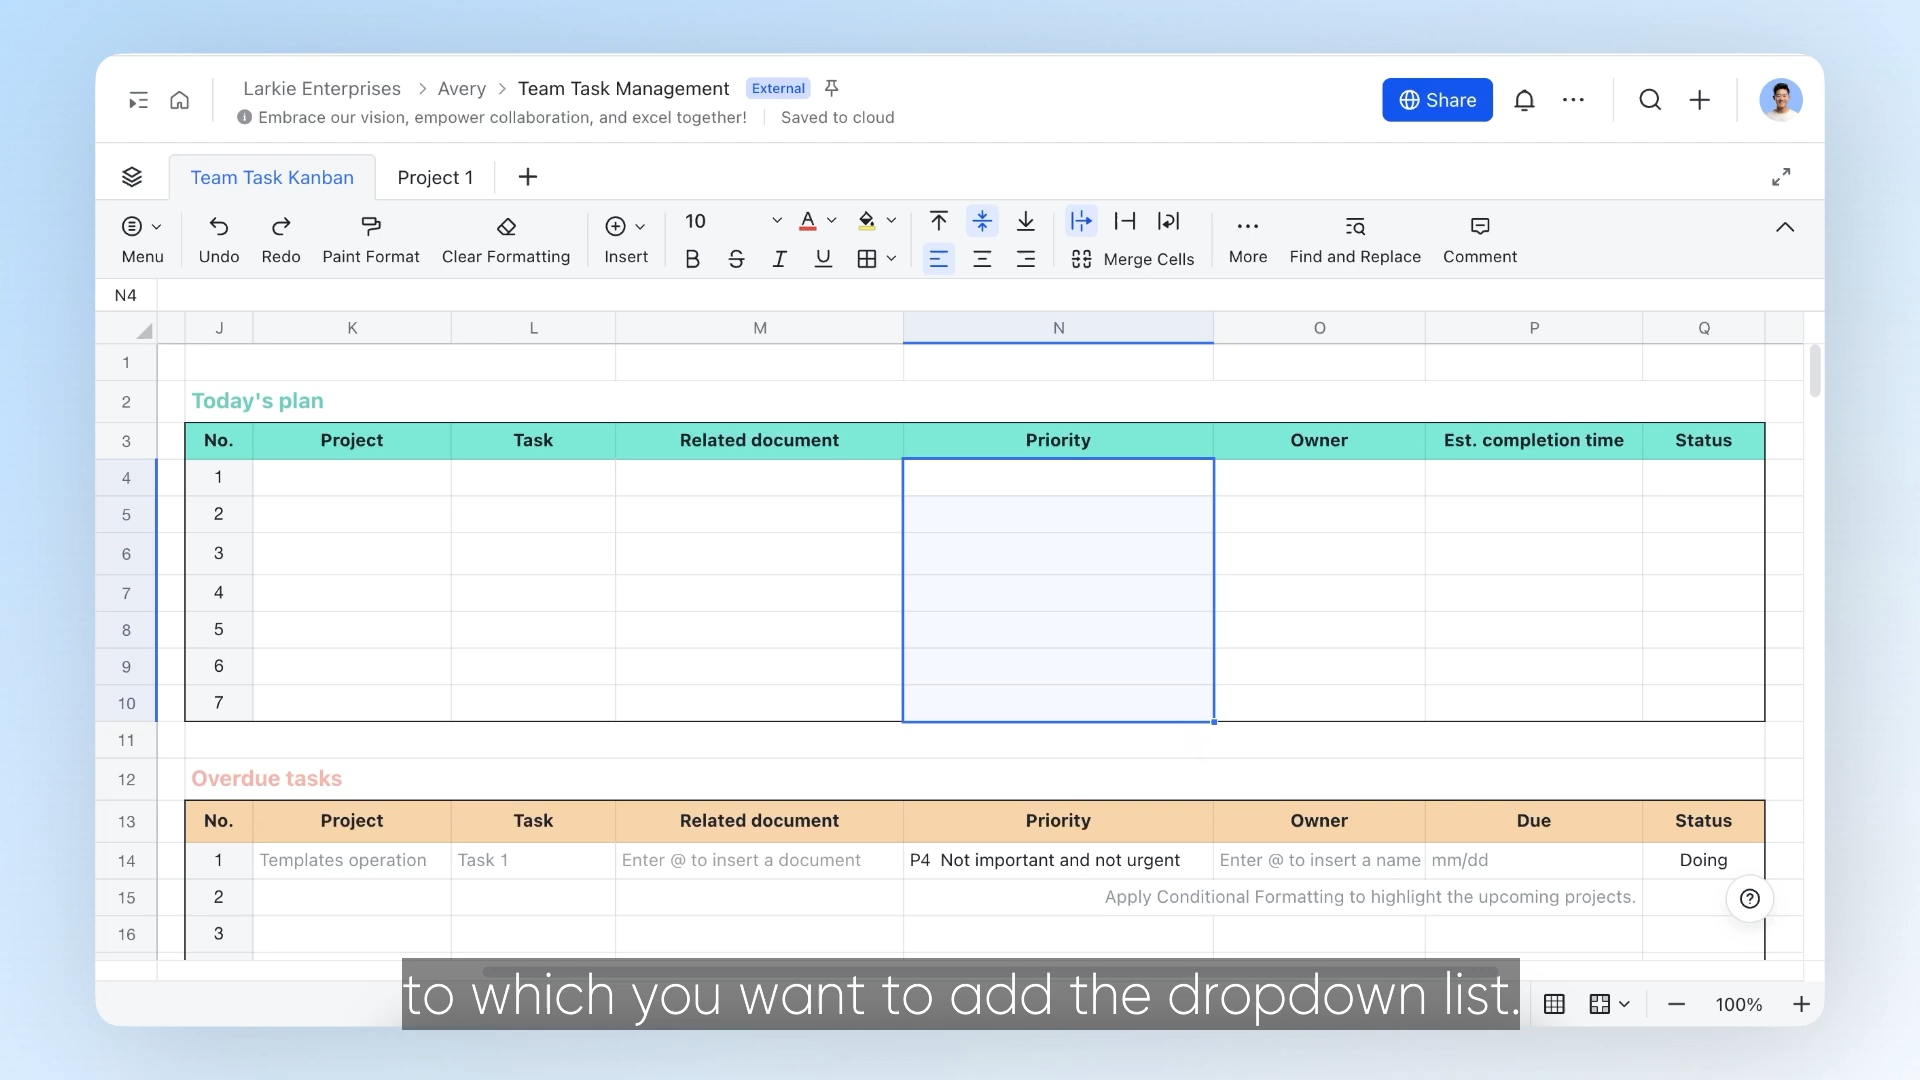 Larkie Enterprises > Avery > Team Task Management External
Embrace our vision, empower collaboration, and excel together! Saved to cloud
Share
Team Task Kanban Project 1
10
Menu Undo Redo Paint Format Clear Formatting Insert Merge Cells More Find and Replace Comment
N4
J K L M N O P Q
1
2 Today's plan
3 No. Project Task Related document Priority Owner Est. completion time Status
4 1
5 2
6 3
7 4
8 5
9 6
10 7
11
12 Overdue tasks
13 No. Project Task Related document Priority Owner Due Status
14 1 Templates operation Task 1 Enter @ to insert a document P4 Not important and not urgent Enter @ to insert a name mm/dd Doing
15 2 Apply Conditional Formatting to highlight the upcoming projects.
16 3
to which you want to add the dropdown list.
100%